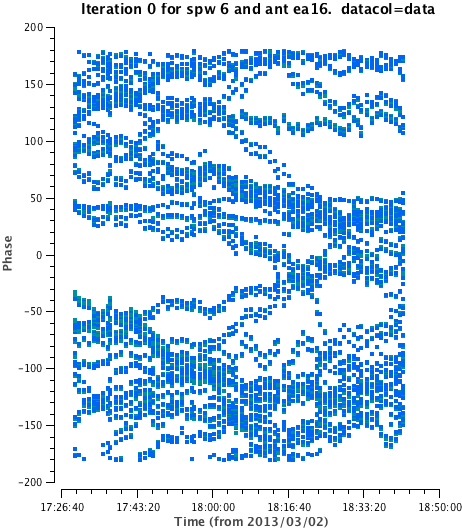 Iteration 0 for spw 6 and ant ea16.  datacol=data
200
150
100
50
0
-50
-100
-150
-200
Phase
17:26:40 17:43:20 18:00:00 18:16:40 18:33:20 18:50:00
Time (from 2013/03/02)